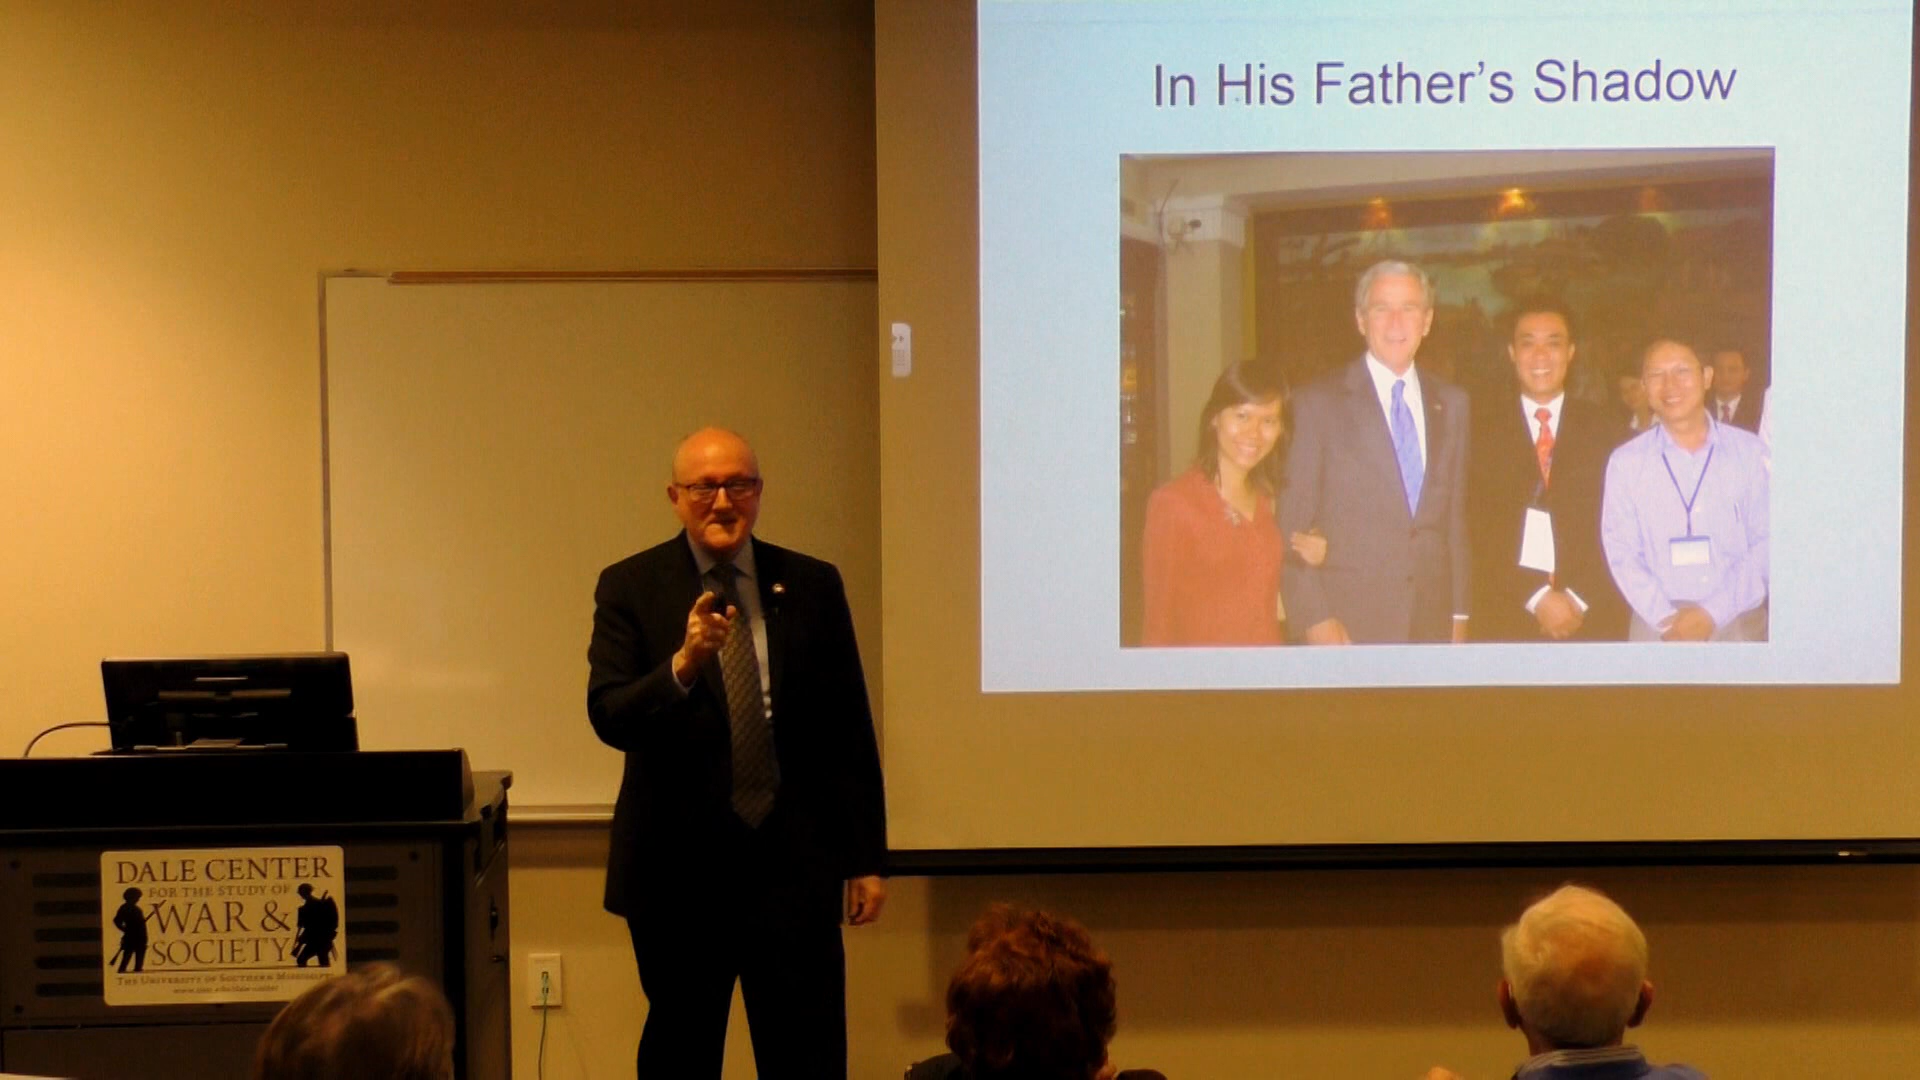 In His Father's Shadow
DALE CENTER
FOR THE STUDY OF
WAR &
SOCIETY
THE UNIVERSITY OF SOUTHERN MISSISSIPPI